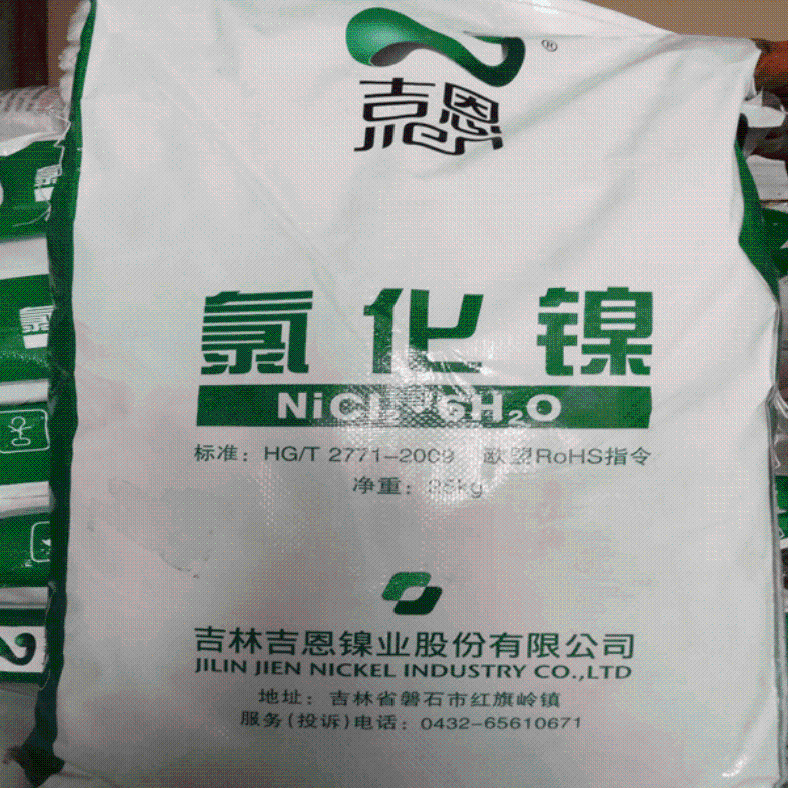 吉恩
Jien
®
氯化镍
NiCl₂·6H₂O
标准：HG/T 2771-2009 欧盟RoHS指令
净重：25kg
吉林吉恩镍业股份有限公司
JILIN JIEN NICKEL INDUSTRY CO.,LTD
地址：吉林省磐石市红旗岭镇
服务(投诉)电话：0432-65610671